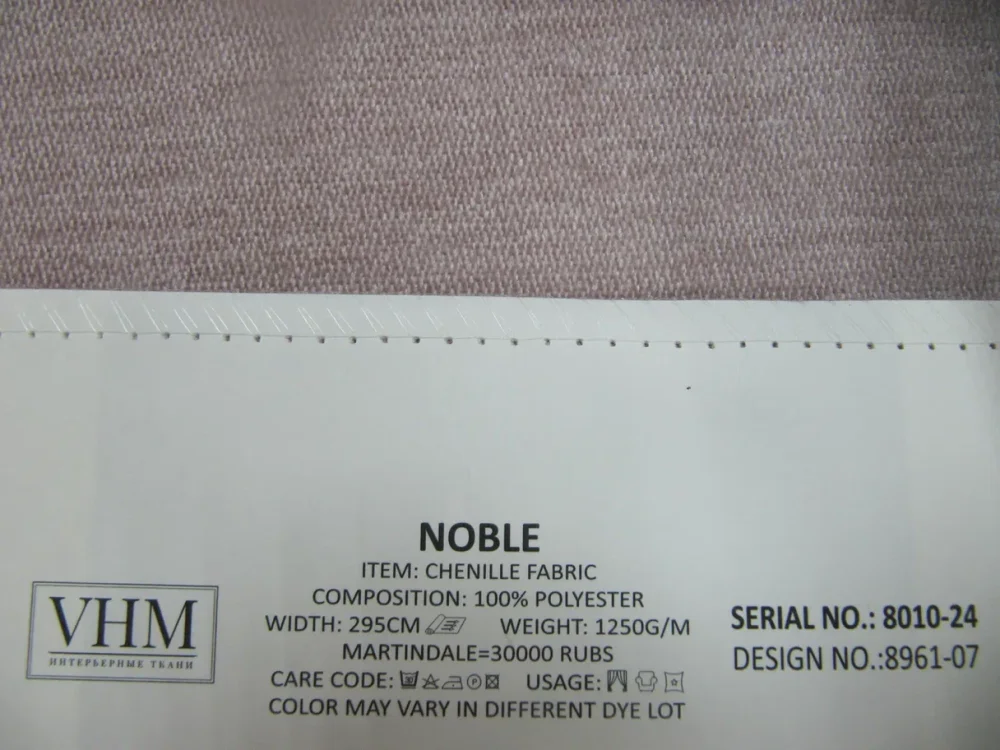 NOBLE
ITEM: CHENILLE FABRIC
COMPOSITION: 100% POLYESTER
WIDTH: 295CM WEIGHT: 1250G/M
MARTINDALE=30000 RUBS
CARE CODE: USAGE:
COLOR MAY VARY IN DIFFERENT DYE LOT
VHM
ИНТЕРЬЕРНЫЕ ТКАНИ
SERIAL NO.: 8010-24
DESIGN NO.:8961-07